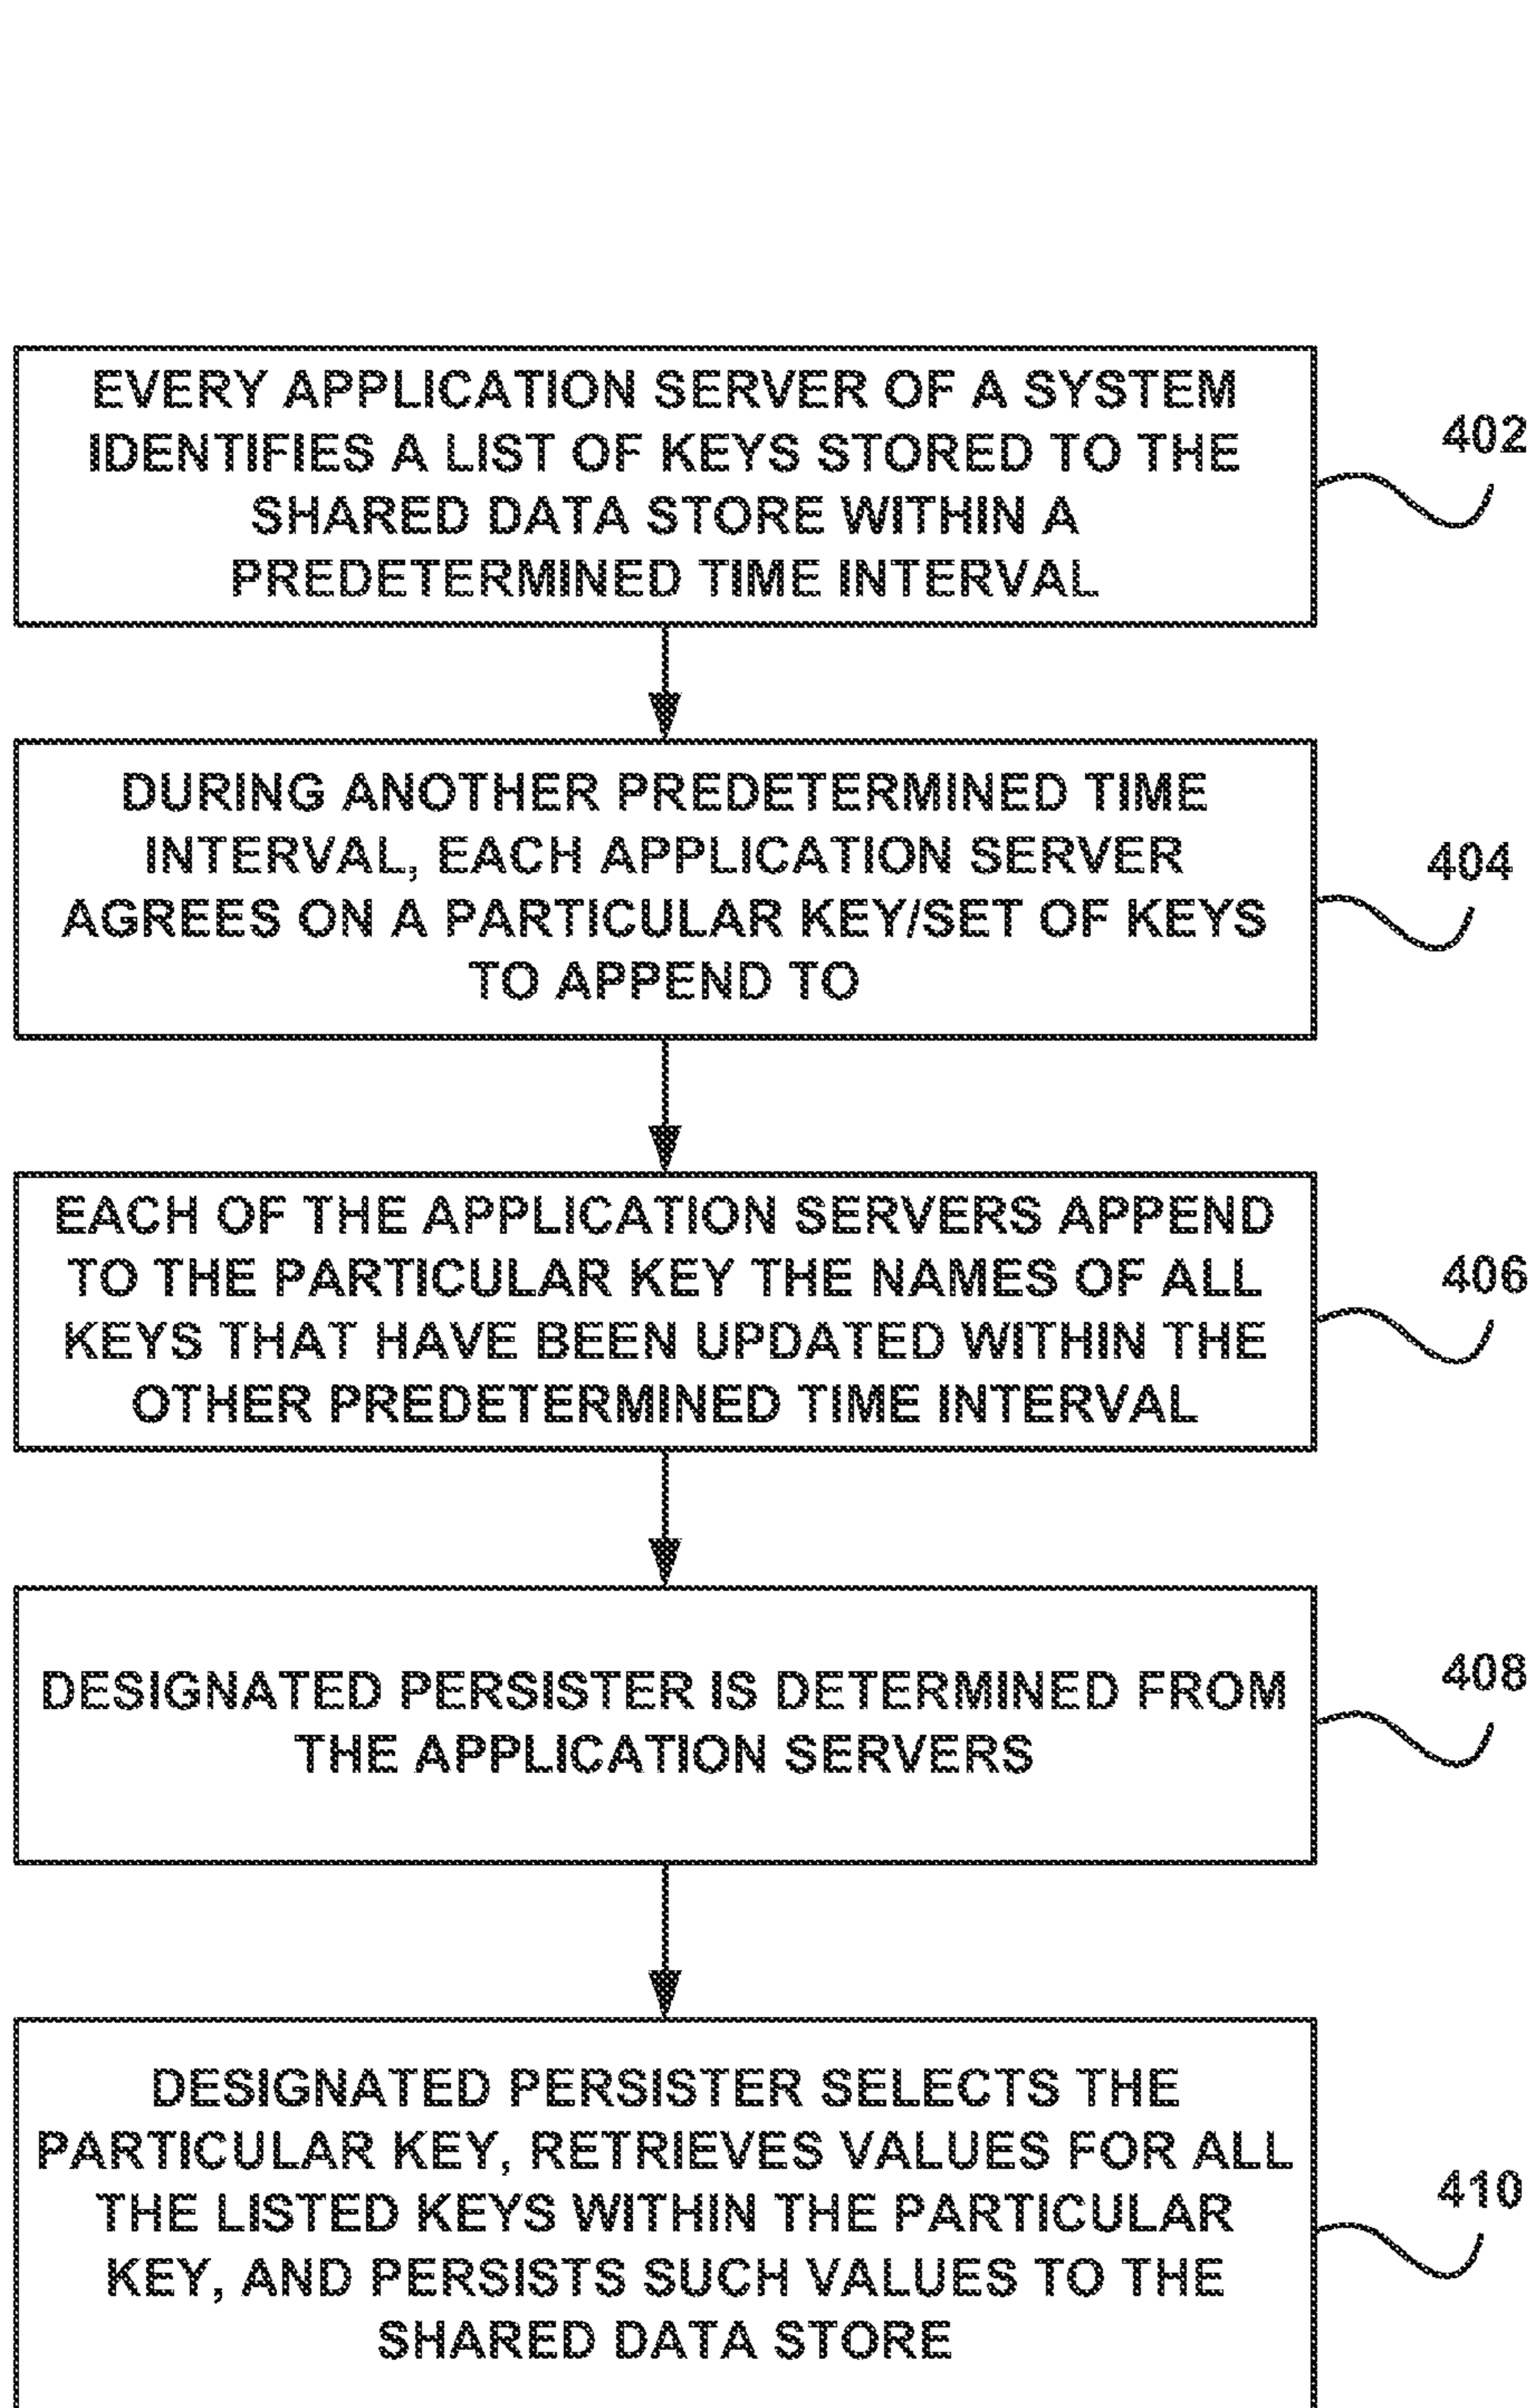 EVERY APPLICATION SERVER OF A SYSTEM
IDENTIFIES A LIST OF KEYS STORED TO THE
SHARED DATA STORE WITHIN A
PREDETERMINED TIME INTERVAL
402
DURING ANOTHER PREDETERMINED TIME
INTERVAL, EACH APPLICATION SERVER
AGREES ON A PARTICULAR KEY/SET OF KEYS
TO APPEND TO
404
EACH OF THE APPLICATION SERVERS APPEND
TO THE PARTICULAR KEY THE NAMES OF ALL
KEYS THAT HAVE BEEN UPDATED WITHIN THE
OTHER PREDETERMINED TIME INTERVAL
406
DESIGNATED PERSISTER IS DETERMINED FROM
THE APPLICATION SERVERS
408
DESIGNATED PERSISTER SELECTS THE
PARTICULAR KEY, RETRIEVES VALUES FOR ALL
THE LISTED KEYS WITHIN THE PARTICULAR
KEY, AND PERSISTS SUCH VALUES TO THE
SHARED DATA STORE
410